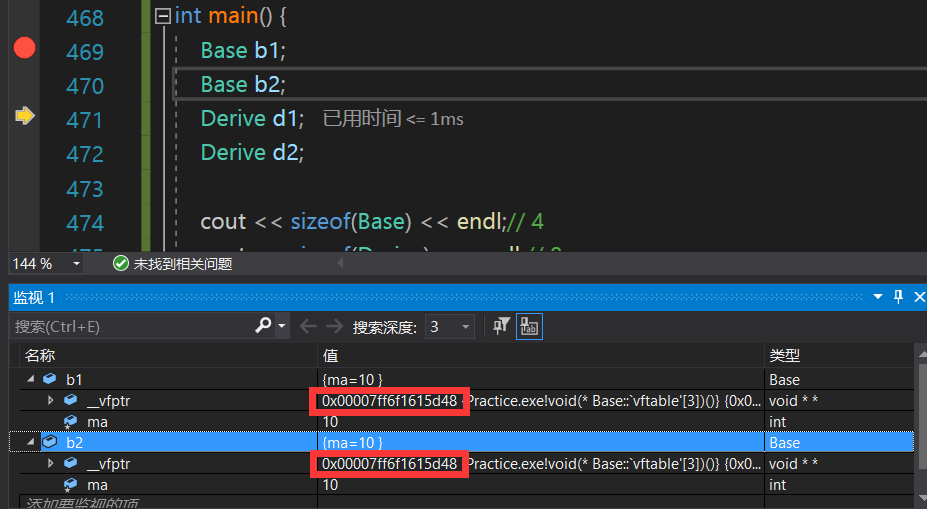 468 int main() {
469 Base b1;
470 Base b2;
471 Derive d1; 已用时间 <= 1ms
472 Derive d2;
473
474 cout << sizeof(Base) << endl;// 4
144 % 未找到相关问题
监视 1
搜索(Ctrl+E) 搜索深度: 3
名称 值 类型
b1 {ma=10 } Base
__vfptr 0x00007ff6f1615d48 {Practice.exe!void(* Base::`vftable'[3])()} {0x0... void * *
ma 10 int
b2 {ma=10 } Base
__vfptr 0x00007ff6f1615d48 {Practice.exe!void(* Base::`vftable'[3])()} {0x0... void * *
ma 10 int
添加要监视的项